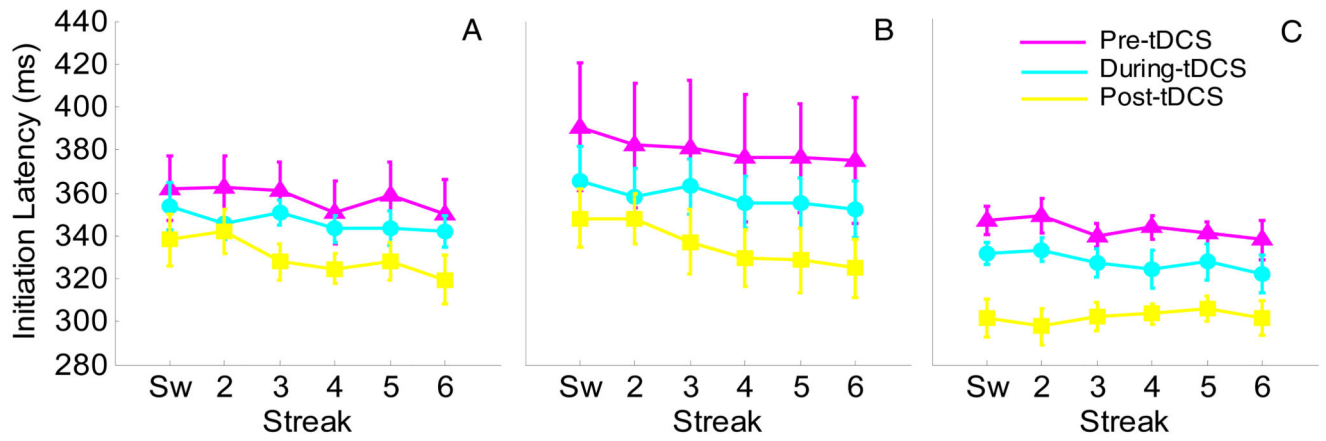 A
B
C
Pre-tDCS
During-tDCS
Post-tDCS
Initiation Latency (ms)
440
420
400
380
360
340
320
300
280
Sw 2 3 4 5 6
Sw 2 3 4 5 6
Sw 2 3 4 5 6
Streak
Streak
Streak